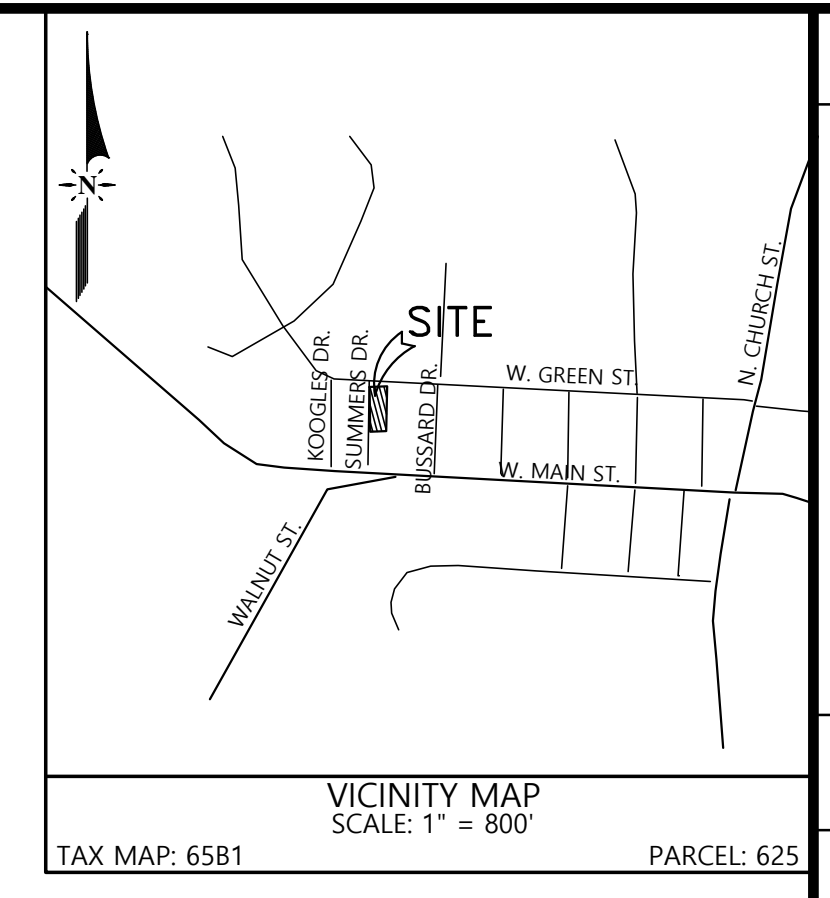 N
SITE
KOOGLES DR.
SUMMERS DR.
BUSSARD DR.
W. GREEN ST.
N. CHURCH ST.
W. MAIN ST.
WALNUT ST.
VICINITY MAP
SCALE: 1" = 800'
TAX MAP: 65B1
PARCEL: 625